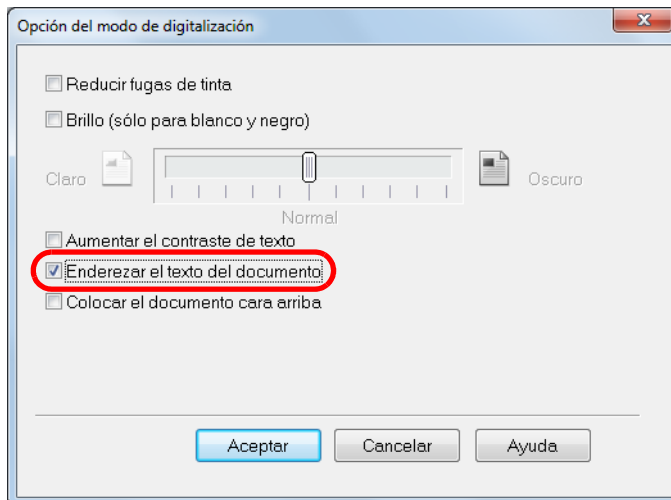 Opción del modo de digitalización
Reducir fugas de tinta
Brillo (sólo para blanco y negro)
Claro Oscuro
Normal
Aumentar el contraste de texto
Enderezar el texto del documento
Colocar el documento cara arriba
Aceptar Cancelar Ayuda